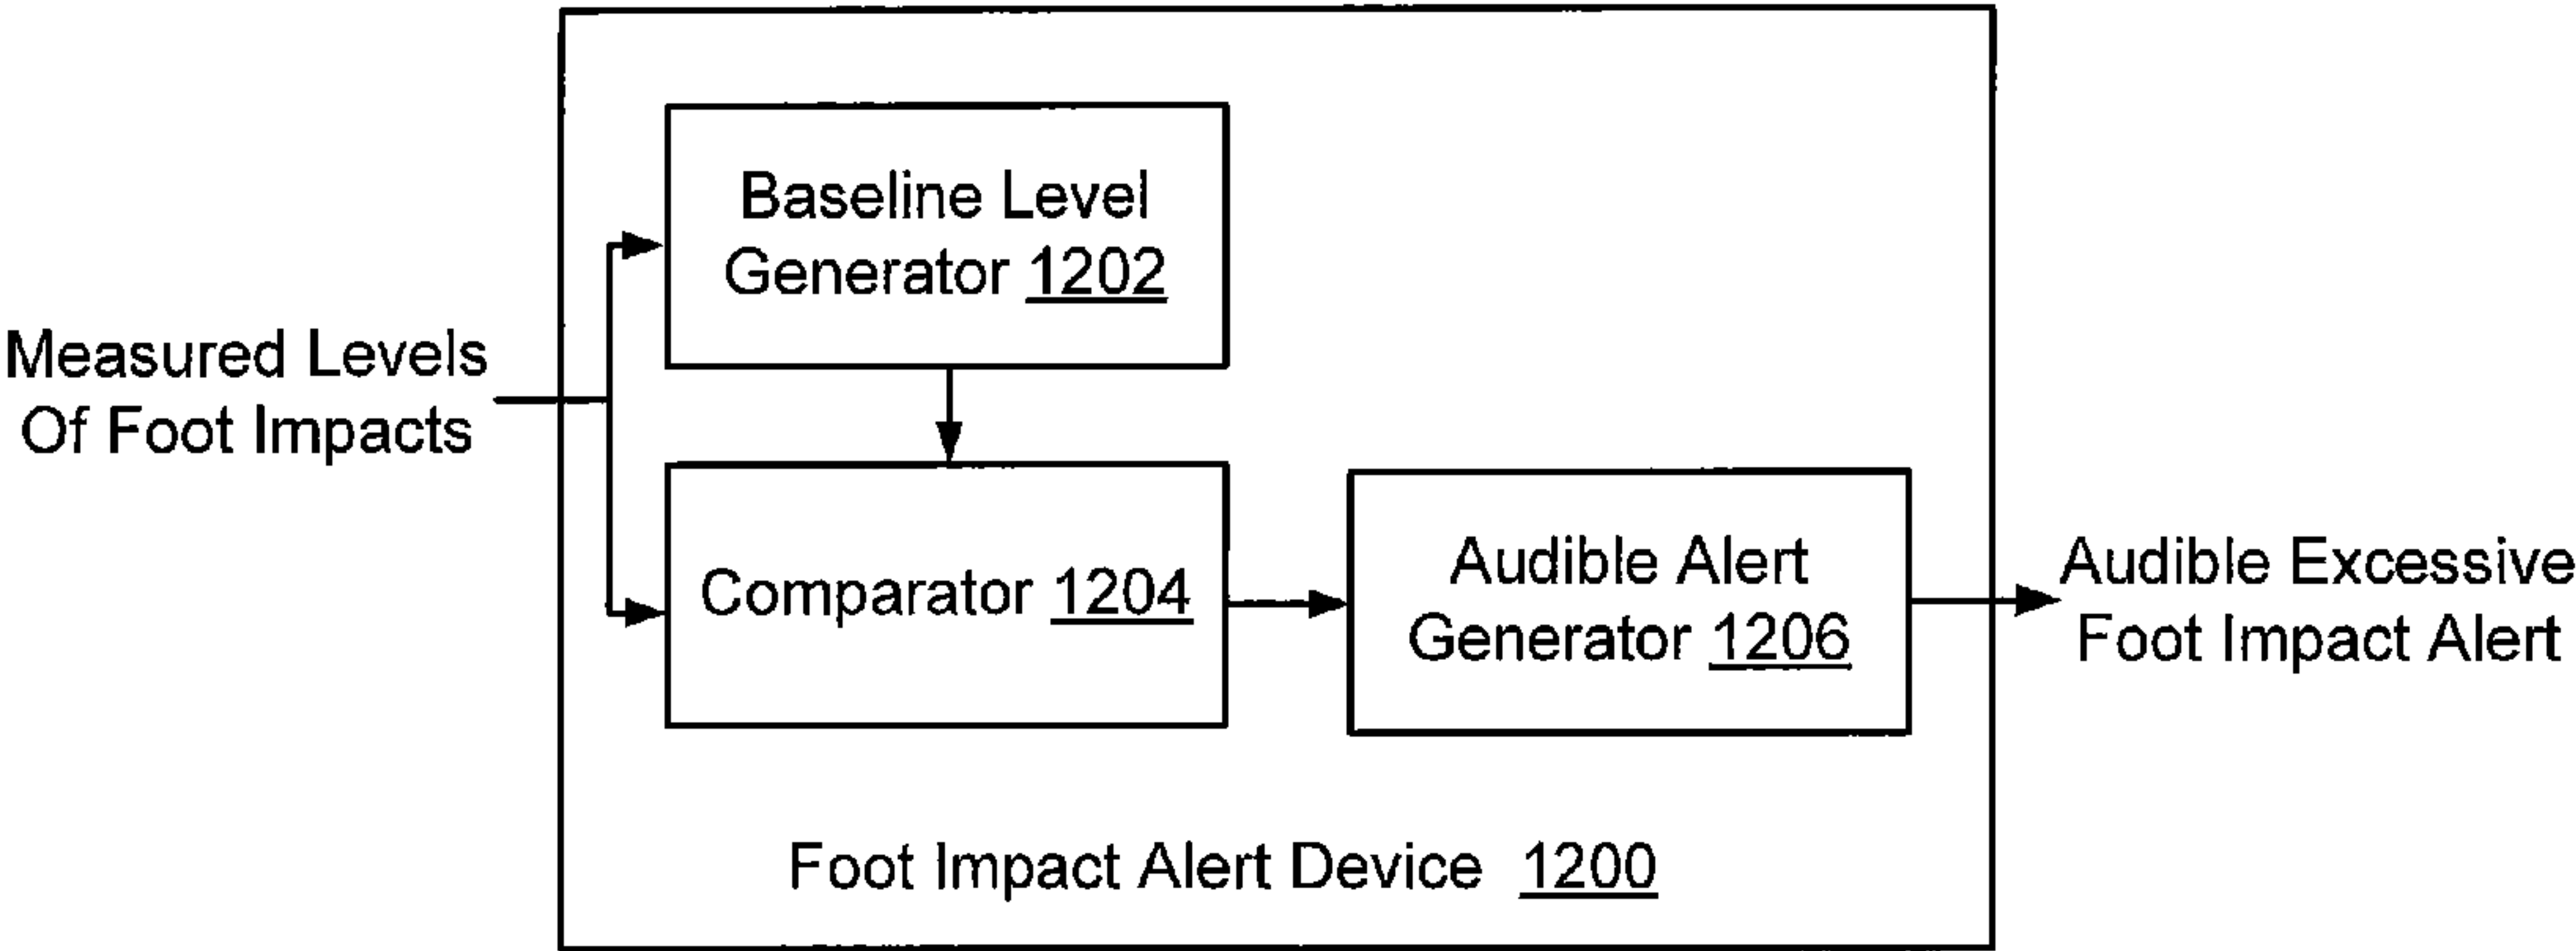 Baseline Level
Generator 1202
Measured Levels
Of Foot Impacts
Comparator 1204
Audible Alert
Generator 1206
Audible Excessive
Foot Impact Alert
Foot Impact Alert Device 1200